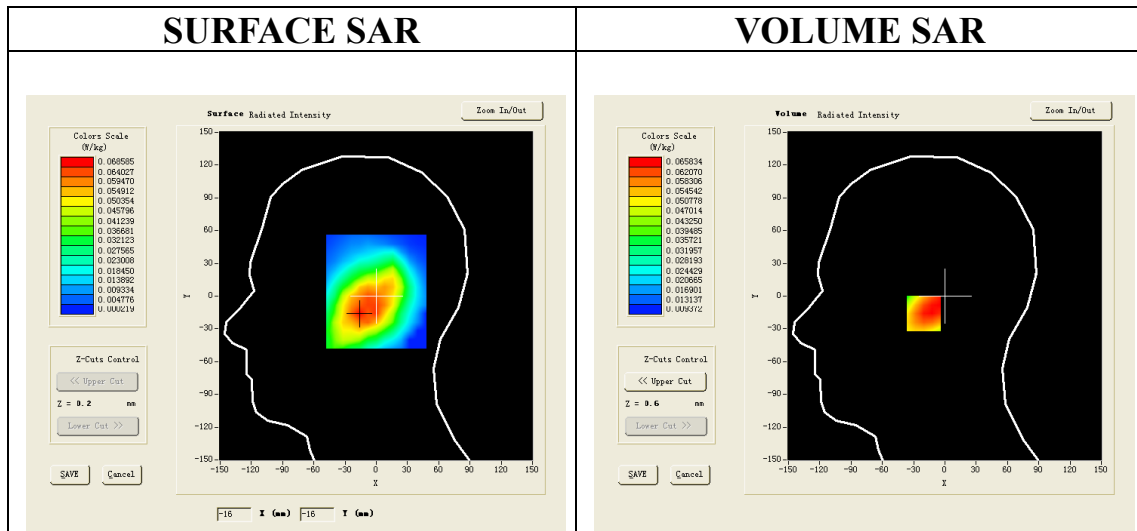 SURFACE SAR
VOLUME SAR
Surface Radiated Intensity
Zoom In/Out
Colors Scale
(W/kg)
0.068585
0.064027
0.059470
0.054912
0.050354
0.045796
0.041239
0.036681
0.032123
0.027565
0.023008
0.018450
0.013892
0.009334
0.004776
0.000219
150
120
90
60
30
0
-30
-60
-90
-120
-150
Y
-150 -120 -90 -60 -30 0 30 60 90 120 150
X
Z-Cuts Control
<< Upper Cut
Z = 0.2 mm
Lower Cut >>
SAVE Cancel
-16 X (mm) -16 Y (mm)
Volume Radiated Intensity
Zoom In/Out
Colors Scale
(W/kg)
0.065834
0.062070
0.058306
0.054542
0.050778
0.047014
0.043250
0.039485
0.035721
0.031957
0.028193
0.024429
0.020665
0.016901
0.013137
0.009372
150
120
90
60
30
0
-30
-60
-90
-120
-150
Y
-150 -120 -90 -60 -30 0 30 60 90 120 150
X
Z-Cuts Control
<< Upper Cut
Z = 0.6 mm
Lower Cut >>
SAVE Cancel